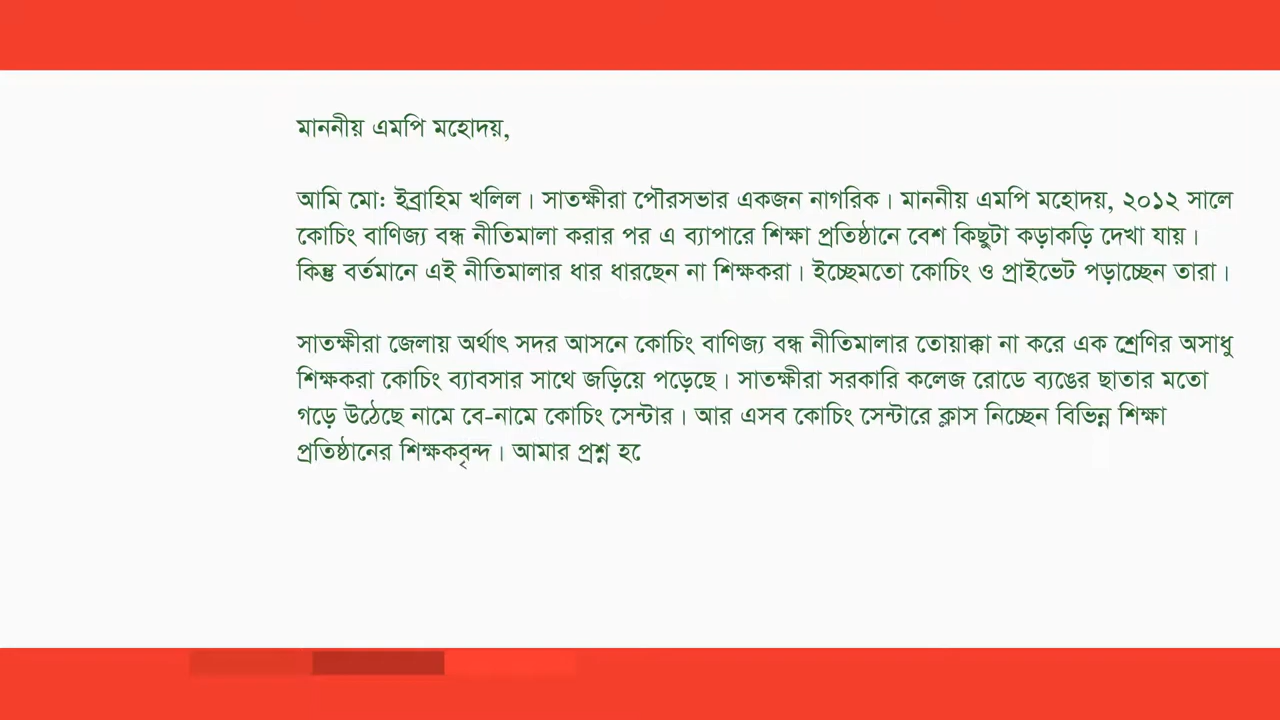 মাননীয় এমপি মহোদয়,
আমি মো: ইব্রাহিম খলিল। সাতক্ষীরা পৌরসভার একজন নাগরিক। মাননীয় এমপি মহোদয়, ২০১২ সালে
কোচিং বাণিজ্য বন্ধ নীতিমালা করার পর এ ব্যাপারে শিক্ষা প্রতিষ্ঠানে বেশ কিছুটা কড়াকড়ি দেখা যায়।
কিন্তু বর্তমানে এই নীতিমালার ধার ধারছেন না শিক্ষকরা। ইচ্ছেমতো কোচিং ও প্রাইভেট পড়াচ্ছেন তারা।
সাতক্ষীরা জেলায় অর্থাৎ সদর আসনে কোচিং বাণিজ্য বন্ধ নীতিমালার তোয়াক্কা না করে এক শ্রেণির অসাধু
শিক্ষকরা কোচিং ব্যাবসার সাথে জড়িয়ে পড়েছে। সাতক্ষীরা সরকারি কলেজ রোডে ব্যঙের ছাতার মতো
গড়ে উঠেছে নামে বে-নামে কোচিং সেন্টার। আর এসব কোচিং সেন্টারে ক্লাস নিচ্ছেন বিভিন্ন শিক্ষা
প্রতিষ্ঠানের শিক্ষকবৃন্দ। আমার প্রশ্ন হে